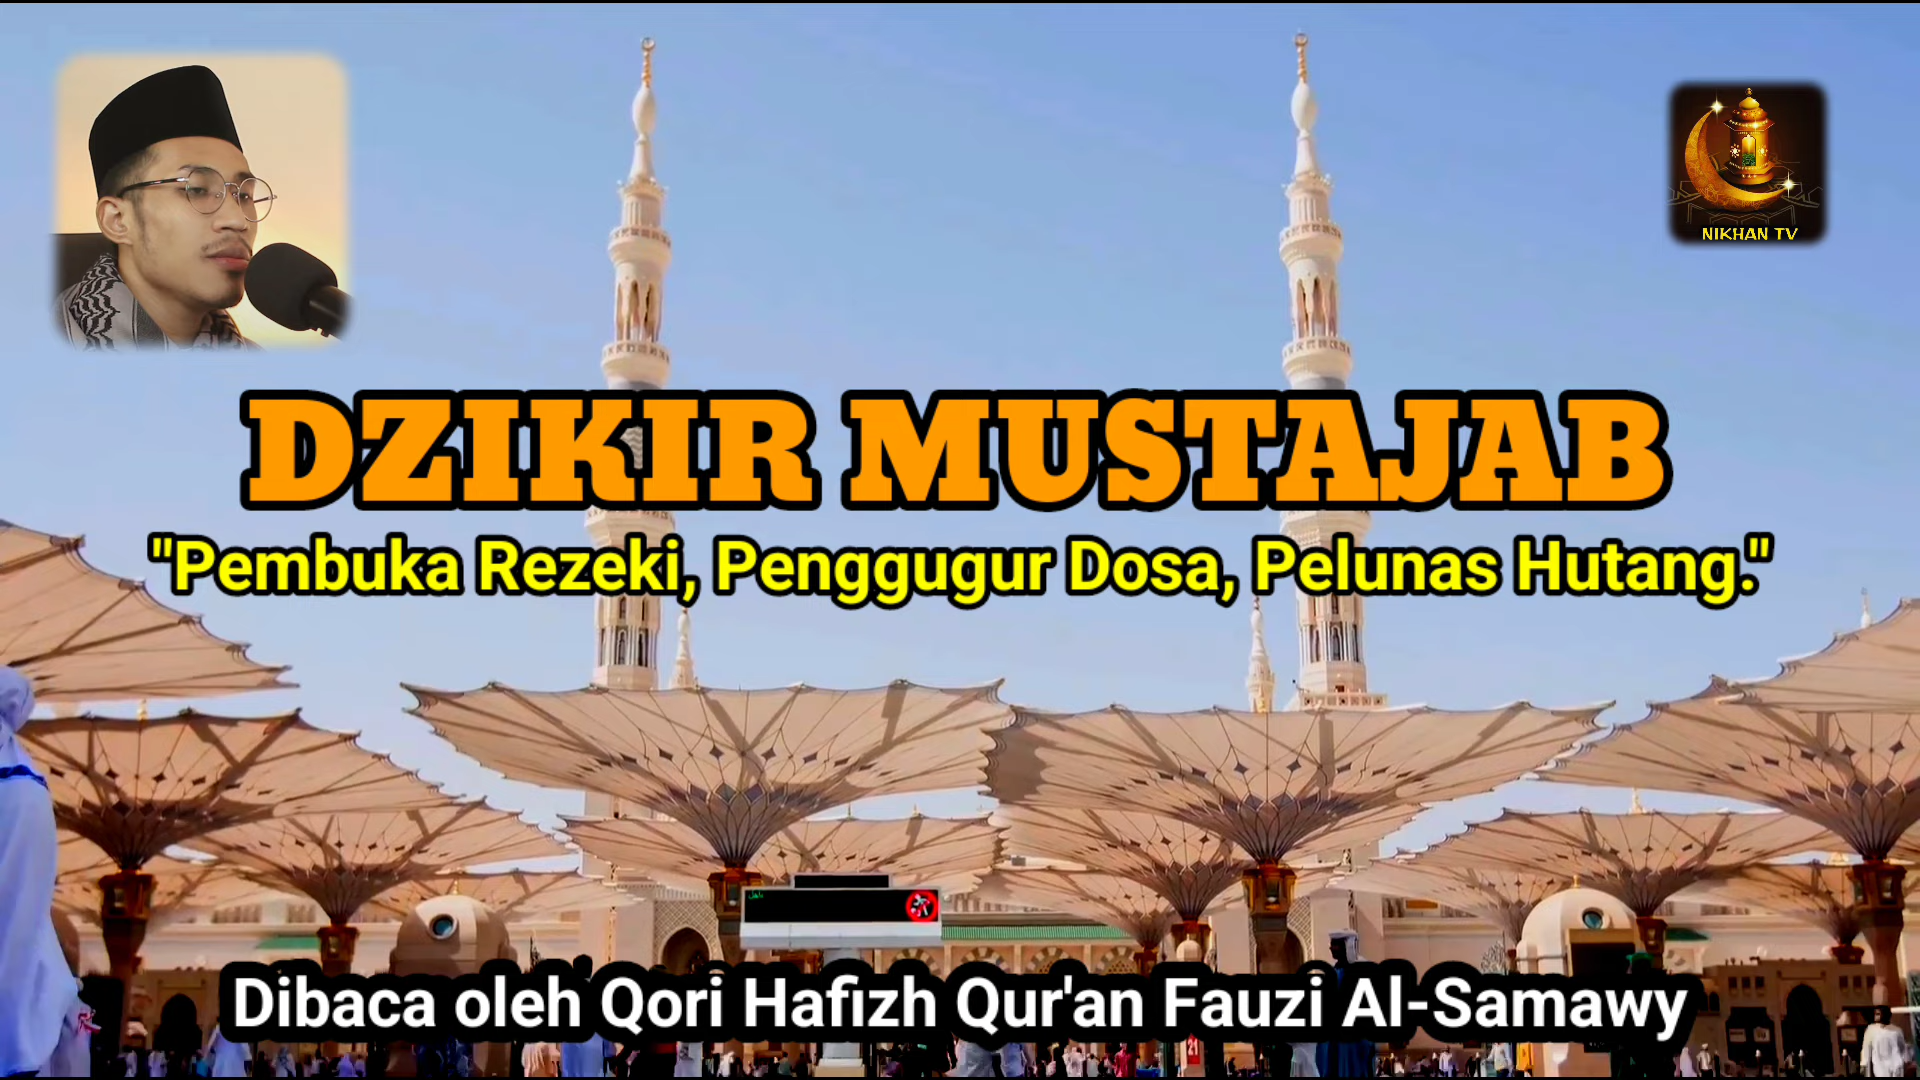 NIKHAN TV
DZIKIR MUSTAJAB
"Pembuka Rezeki, Penggugur Dosa, Pelunas Hutang."
Dibaca oleh Qori Hafizh Qur'an Fauzi Al-Samawy